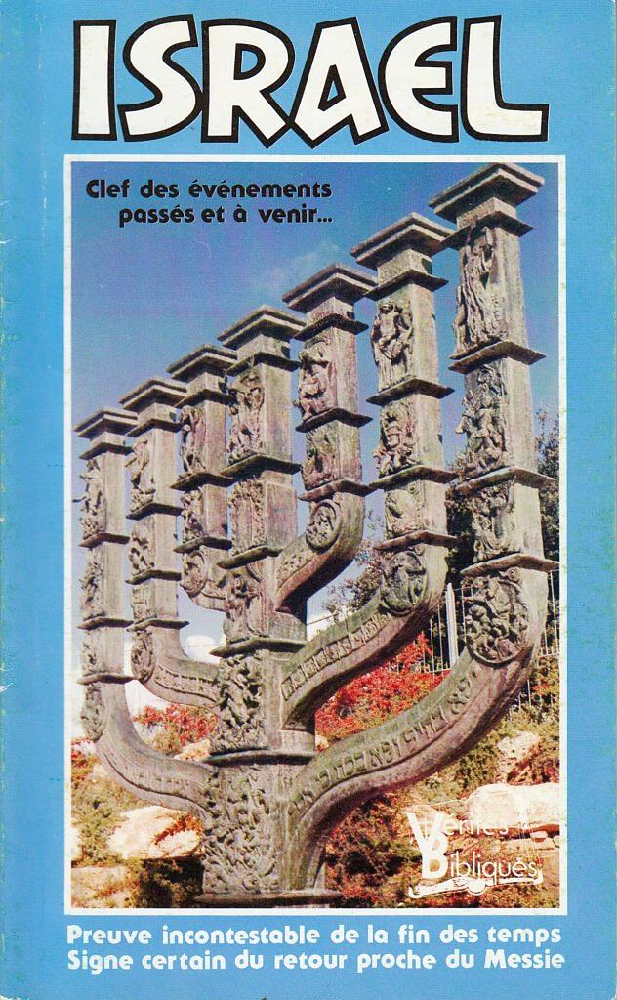 ISRAEL
Clef des événements
passés et à venir...
Vérités
Bibliques
Preuve incontestable de la fin des temps
Signe certain du retour proche du Messie